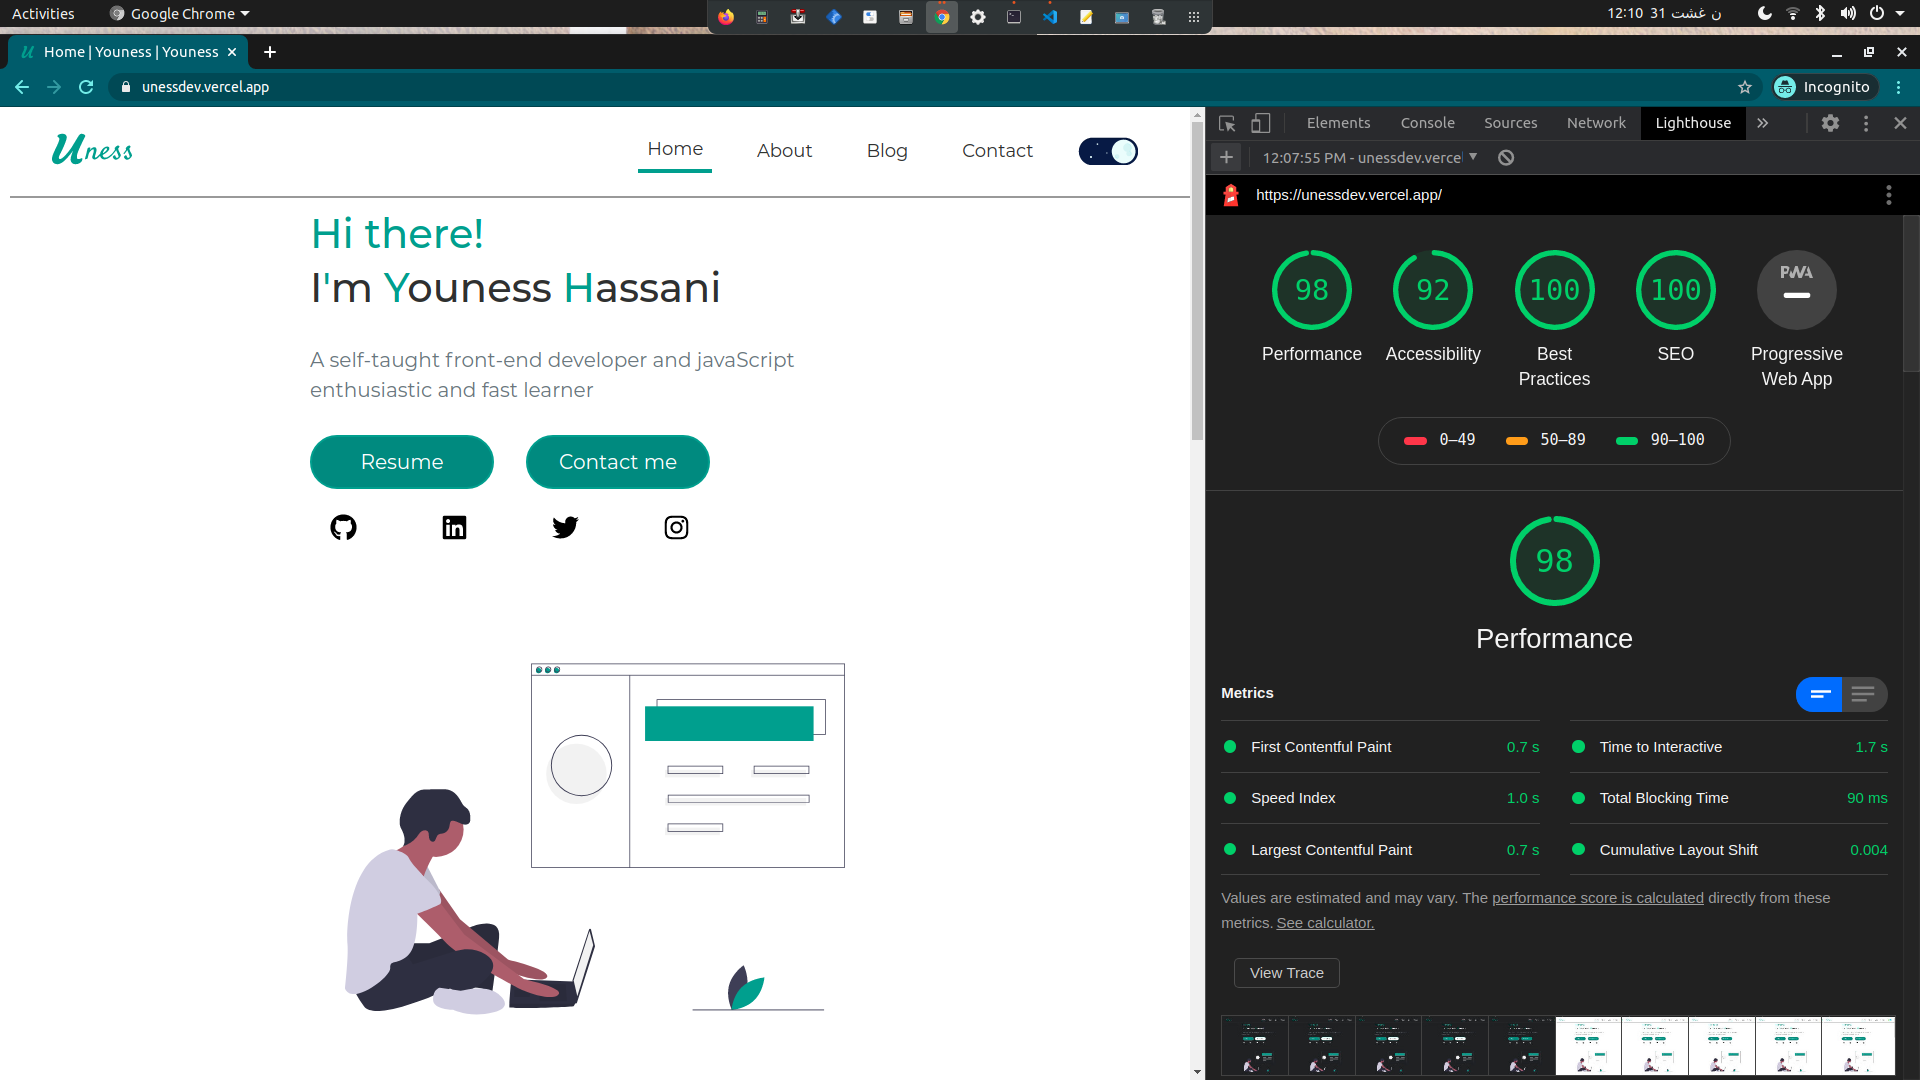 Activities
Google Chrome
12:10 31 ن غشت
Home | Youness | Youness
unessdev.vercel.app
Incognito
Uness
Home
About
Blog
Contact
Hi there!
I'm Youness Hassani
A self-taught front-end developer and javaScript
enthusiastic and fast learner
Resume
Contact me
Elements
Console
Sources
Network
Lighthouse
12:07:55 PM - unessdev.verce
https://unessdev.vercel.app/
98
92
100
100
PWA
Performance
Accessibility
Best
Practices
SEO
Progressive
Web App
0–49
50–89
90–100
98
Performance
Metrics
First Contentful Paint 0.7 s
Time to Interactive 1.7 s
Speed Index 1.0 s
Total Blocking Time 90 ms
Largest Contentful Paint 0.7 s
Cumulative Layout Shift 0.004
Values are estimated and may vary. The performance score is calculated directly from these
metrics. See calculator.
View Trace